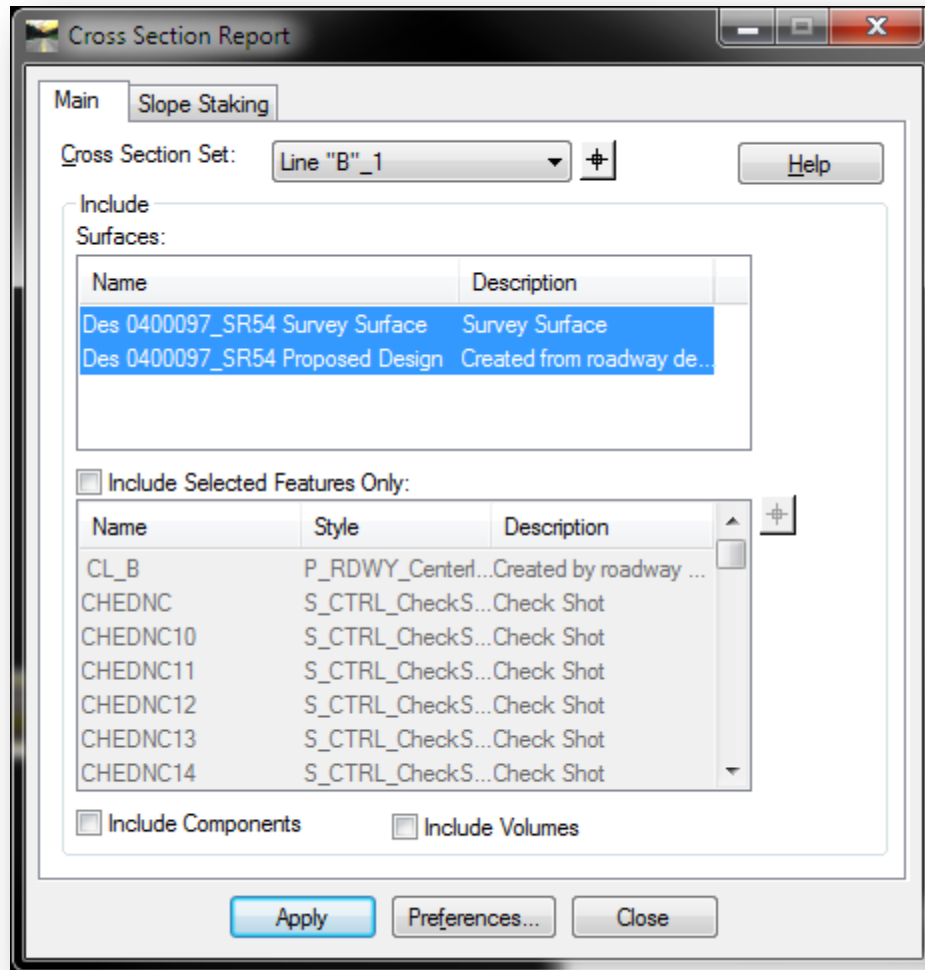 Cross Section Report
Main Slope Staking
Cross Section Set: Line "B"_1 Help
Include
Surfaces:
Name Description
Des 0400097_SR54 Survey Surface Survey Surface
Des 0400097_SR54 Proposed Design Created from roadway de...
Include Selected Features Only:
Name Style Description
CL_B P_RDWY_Centerl...Created by roadway ...
CHEDNC S_CTRL_CheckS...Check Shot
CHEDNC10 S_CTRL_CheckS...Check Shot
CHEDNC11 S_CTRL_CheckS...Check Shot
CHEDNC12 S_CTRL_CheckS...Check Shot
CHEDNC13 S_CTRL_CheckS...Check Shot
CHEDNC14 S_CTRL_CheckS...Check Shot
Include Components Include Volumes
Apply Preferences... Close